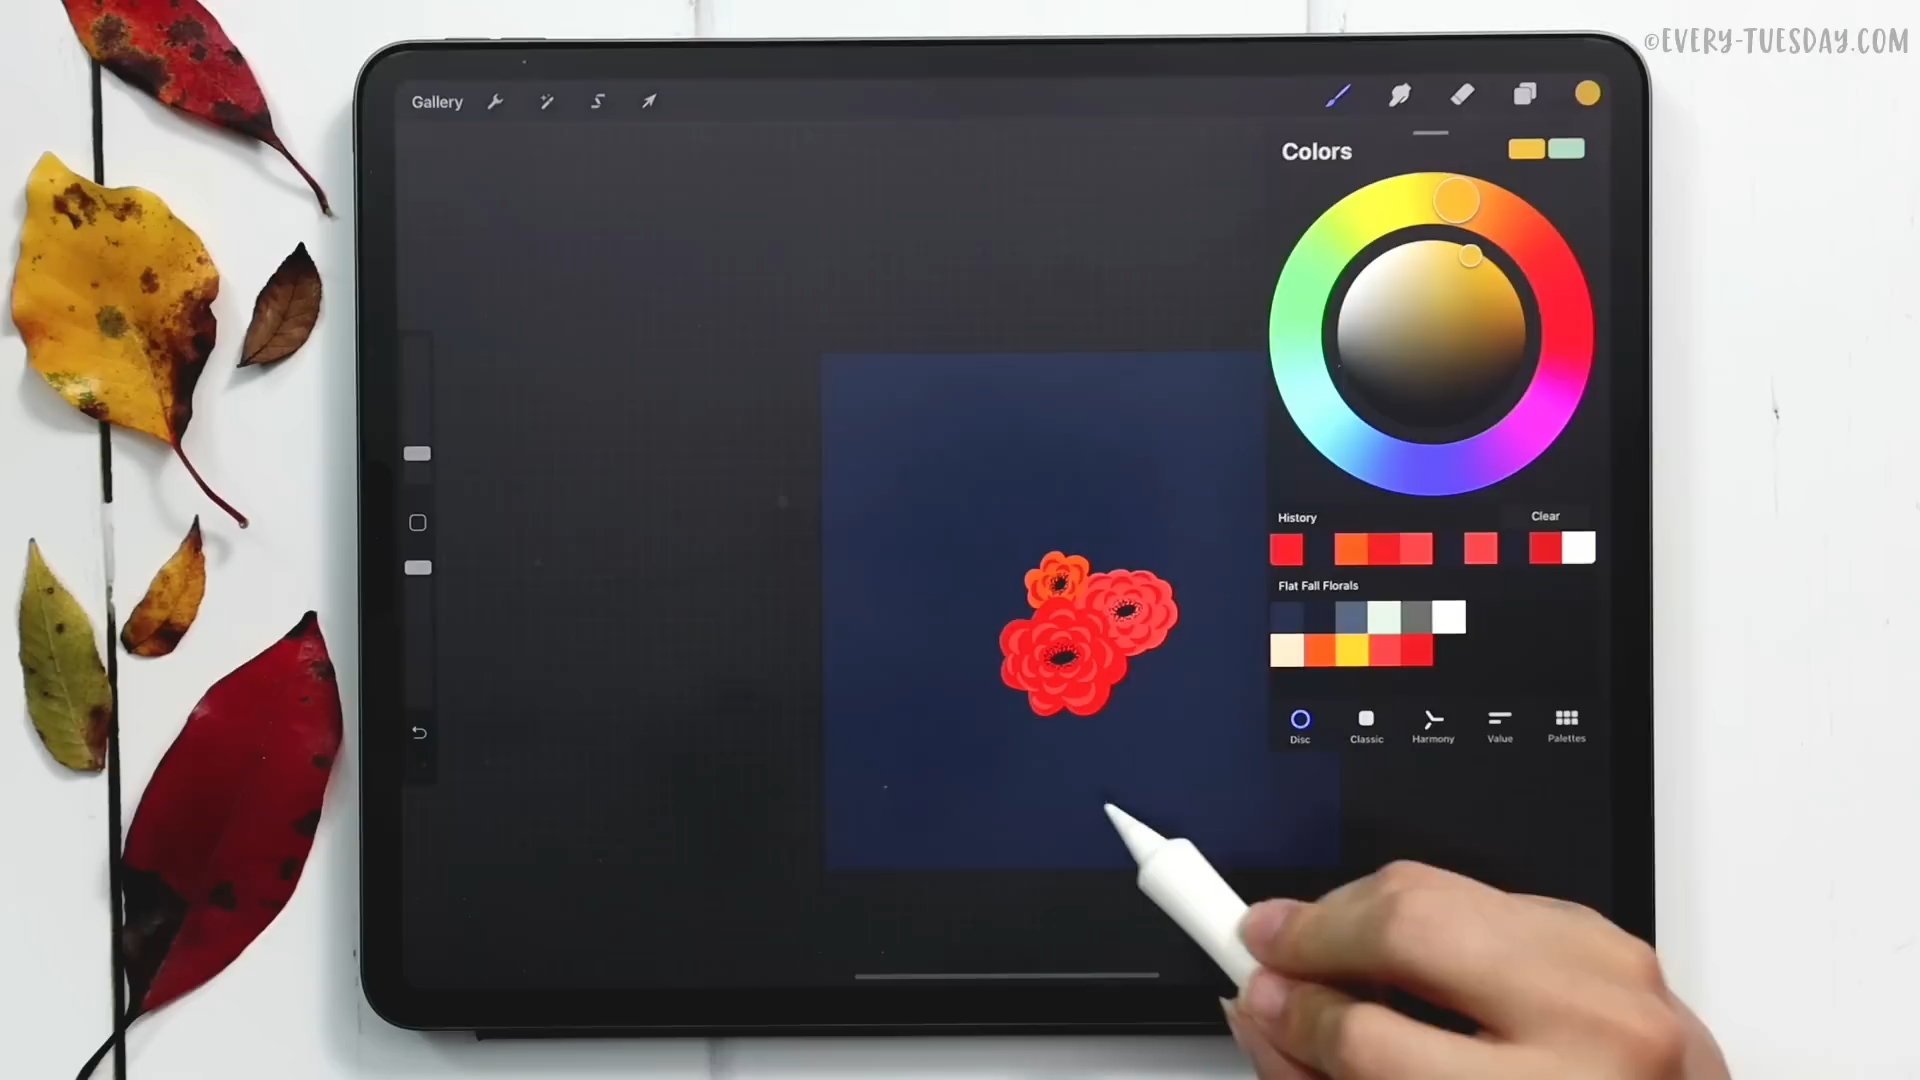 ©EVERY-TUESDAY.COM
Gallery
Colors
History
Clear
Flat Fall Florals
Disc
Classic
Harmony
Value
Palettes